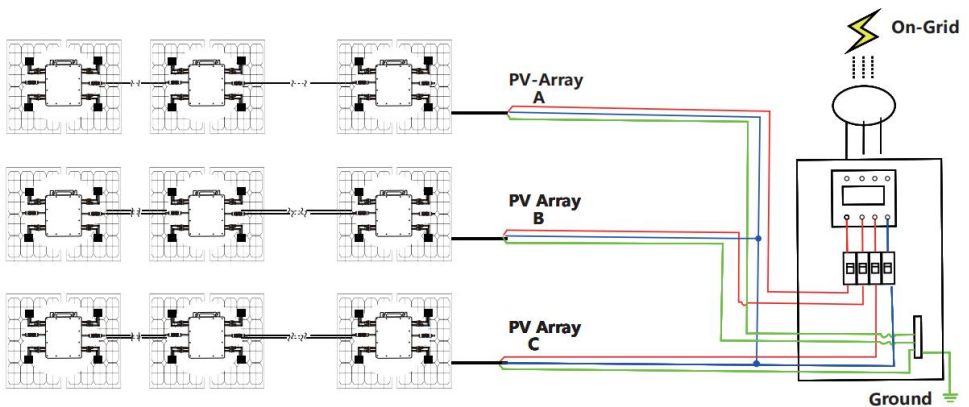 On-Grid
PV-Array
A
PV Array
B
PV Array
C
Ground